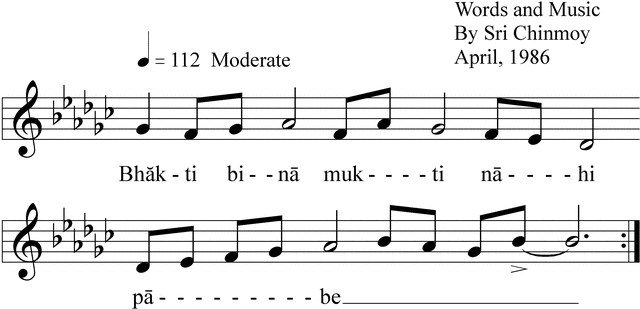 Words and Music
By Sri Chinmoy
= 112 Moderate
April, 1986
Bhăk - ti bi - - nā muk - - - - ti nā - - - - hi
pā - - - - - - - - - be